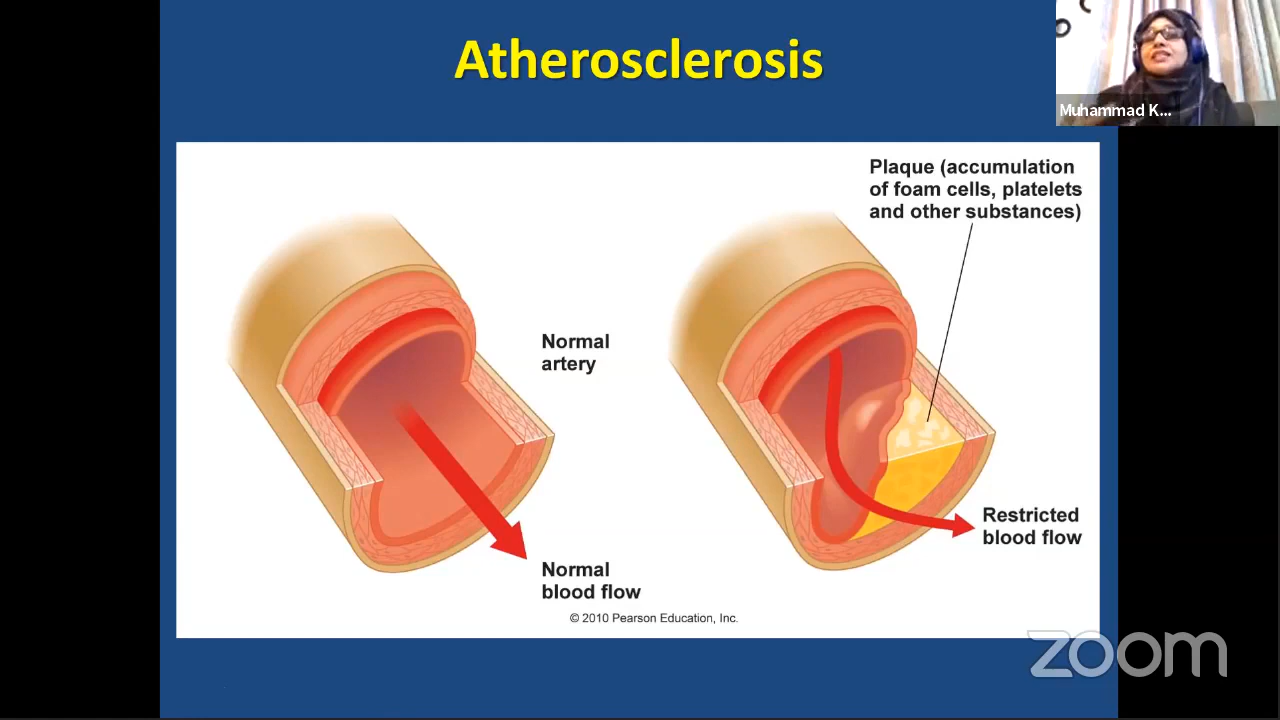 Atherosclerosis
Muhammad K...
Plaque (accumulation
of foam cells, platelets
and other substances)
Normal
artery
Restricted
blood flow
Normal
blood flow
© 2010 Pearson Education, Inc.
zoom